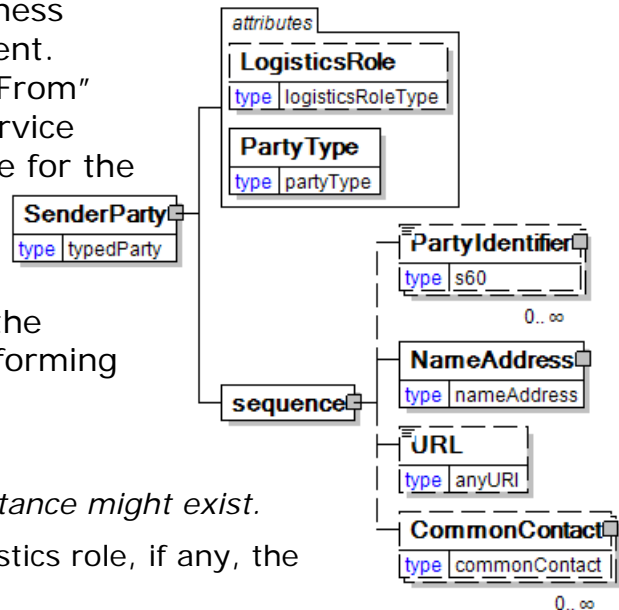 ness
ent.
From"
rvice
e for the
the
forming
tance might exist.
stics role, if any, the
attributes
LogisticsRole
type logisticsRoleType
PartyType
type partyType
SenderParty
type typedParty
sequence
PartyIdentifier
type s60
0.. ∞
NameAddress
type nameAddress
URL
type anyURI
CommonContact
type commonContact
0.. ∞